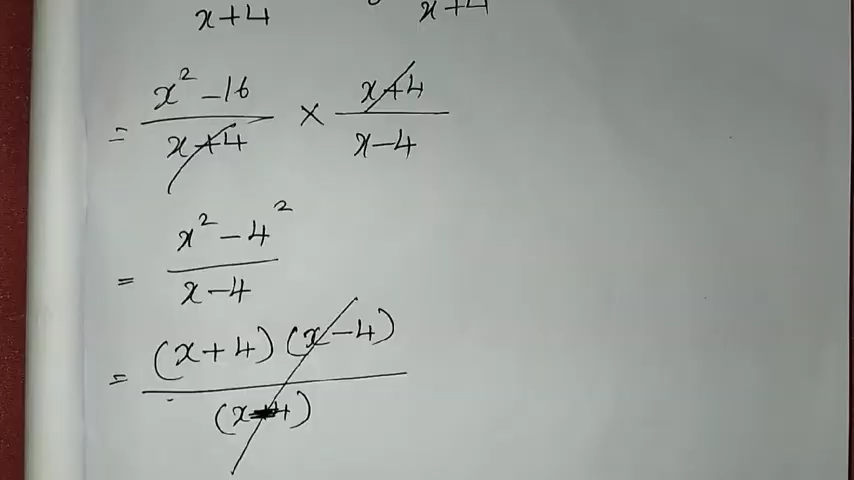 x+4 x+4
= x² - 16 / x+4 × x+4 / x-4
= x² - 4² / x-4
= (x+4) (x-4) / (x-4)